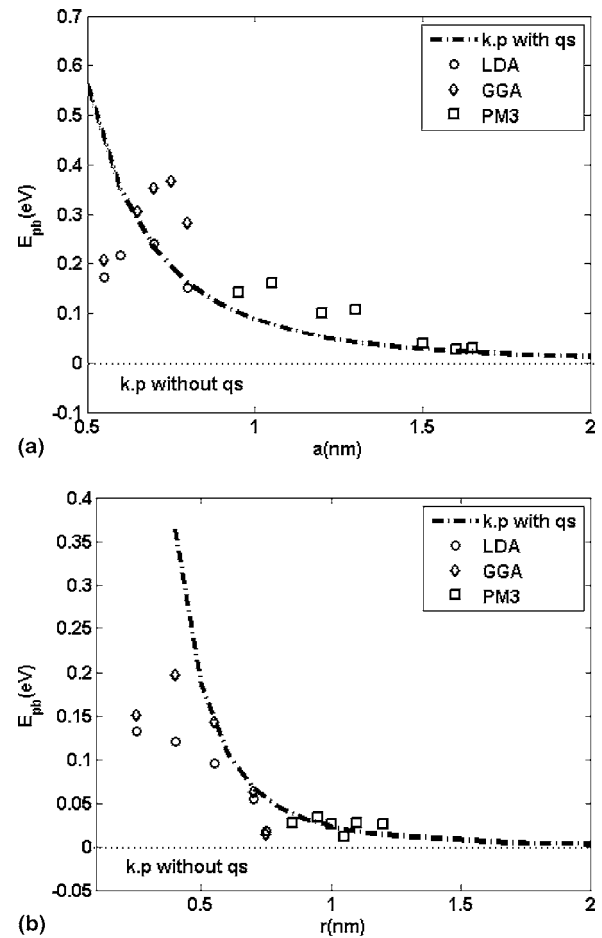 (a)
0.7
0.6
0.5
0.4
0.3
0.2
0.1
0
-0.1
E_pb(eV)
k.p with qs
LDA
GGA
PM3
k.p without qs
0.5 1 1.5 2
a(nm)
(b)
0.4
0.35
0.3
0.25
0.2
0.15
0.1
0.05
0
-0.05
E_pb(eV)
k.p with qs
LDA
GGA
PM3
k.p without qs
0.5 1 1.5 2
r(nm)